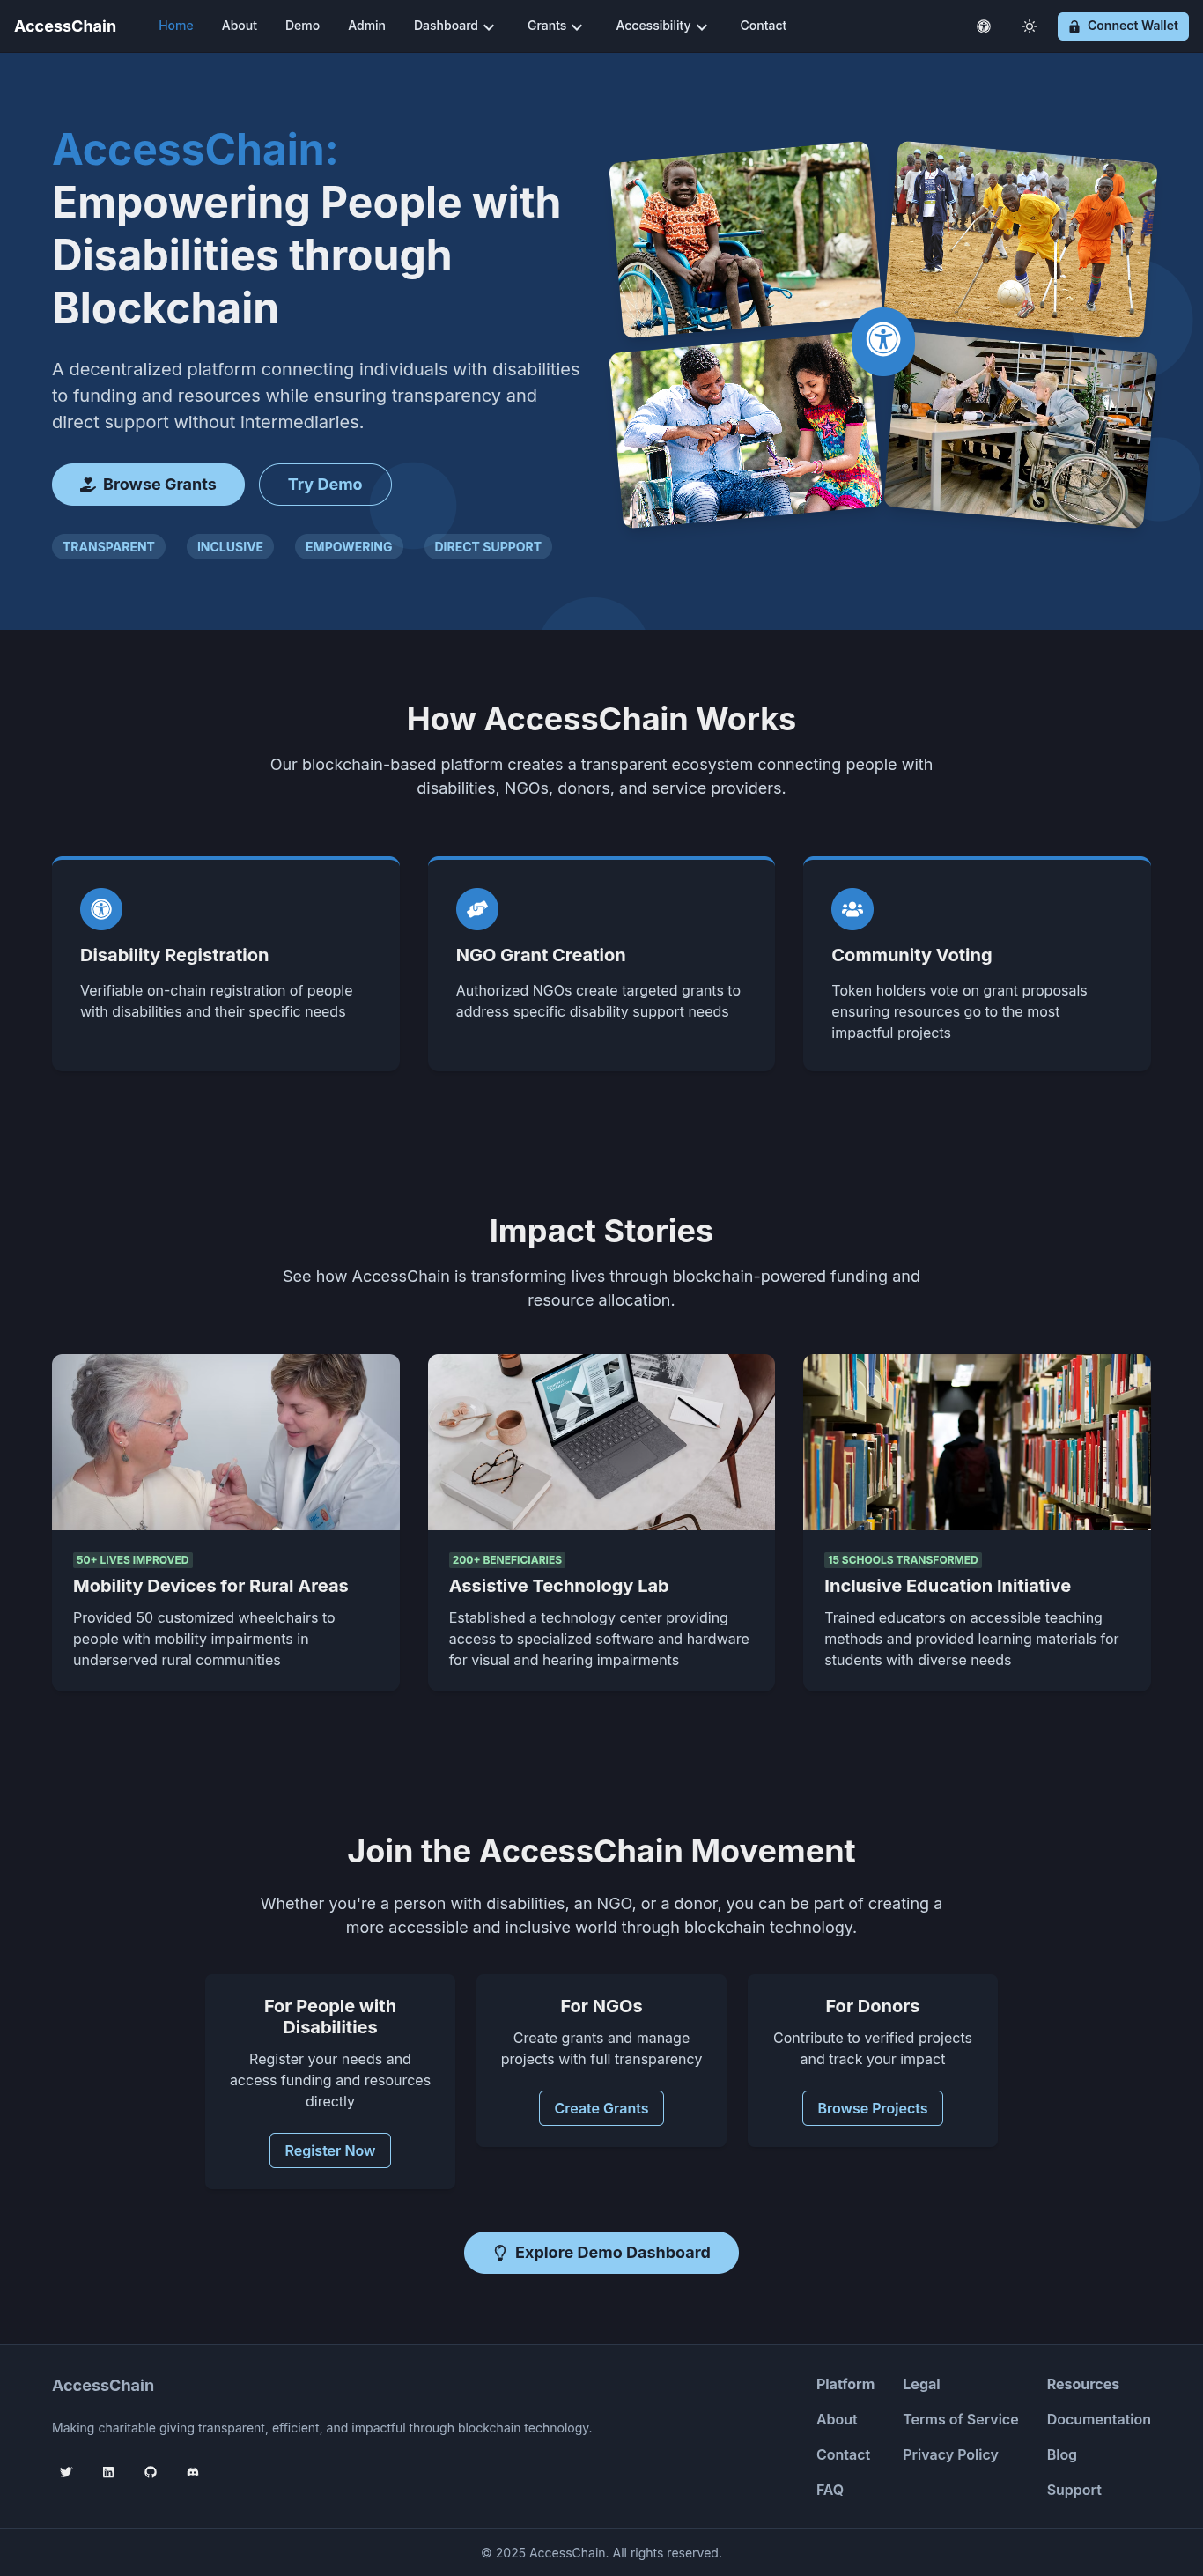 AccessChain
Home
About
Demo
Admin
Dashboard
Grants
Accessibility
Contact
Connect Wallet
AccessChain:
Empowering People with
Disabilities through
Blockchain
A decentralized platform connecting individuals with disabilities
to funding and resources while ensuring transparency and
direct support without intermediaries.
Browse Grants
Try Demo
TRANSPARENT
INCLUSIVE
EMPOWERING
DIRECT SUPPORT
How AccessChain Works
Our blockchain-based platform creates a transparent ecosystem connecting people with
disabilities, NGOs, donors, and service providers.
Disability Registration
Verifiable on-chain registration of people
with disabilities and their specific needs
NGO Grant Creation
Authorized NGOs create targeted grants to
address specific disability support needs
Community Voting
Token holders vote on grant proposals
ensuring resources go to the most
impactful projects
Impact Stories
See how AccessChain is transforming lives through blockchain-powered funding and
resource allocation.
50+ LIVES IMPROVED
Mobility Devices for Rural Areas
Provided 50 customized wheelchairs to
people with mobility impairments in
underserved rural communities
200+ BENEFICIARIES
Assistive Technology Lab
Established a technology center providing
access to specialized software and hardware
for visual and hearing impairments
15 SCHOOLS TRANSFORMED
Inclusive Education Initiative
Trained educators on accessible teaching
methods and provided learning materials for
students with diverse needs
Join the AccessChain Movement
Whether you're a person with disabilities, an NGO, or a donor, you can be part of creating a
more accessible and inclusive world through blockchain technology.
For People with
Disabilities
Register your needs and
access funding and resources
directly
Register Now
For NGOs
Create grants and manage
projects with full transparency
Create Grants
For Donors
Contribute to verified projects
and track your impact
Browse Projects
Explore Demo Dashboard
AccessChain
Making charitable giving transparent, efficient, and impactful through blockchain technology.
Platform
About
Contact
FAQ
Legal
Terms of Service
Privacy Policy
Resources
Documentation
Blog
Support
© 2025 AccessChain. All rights reserved.